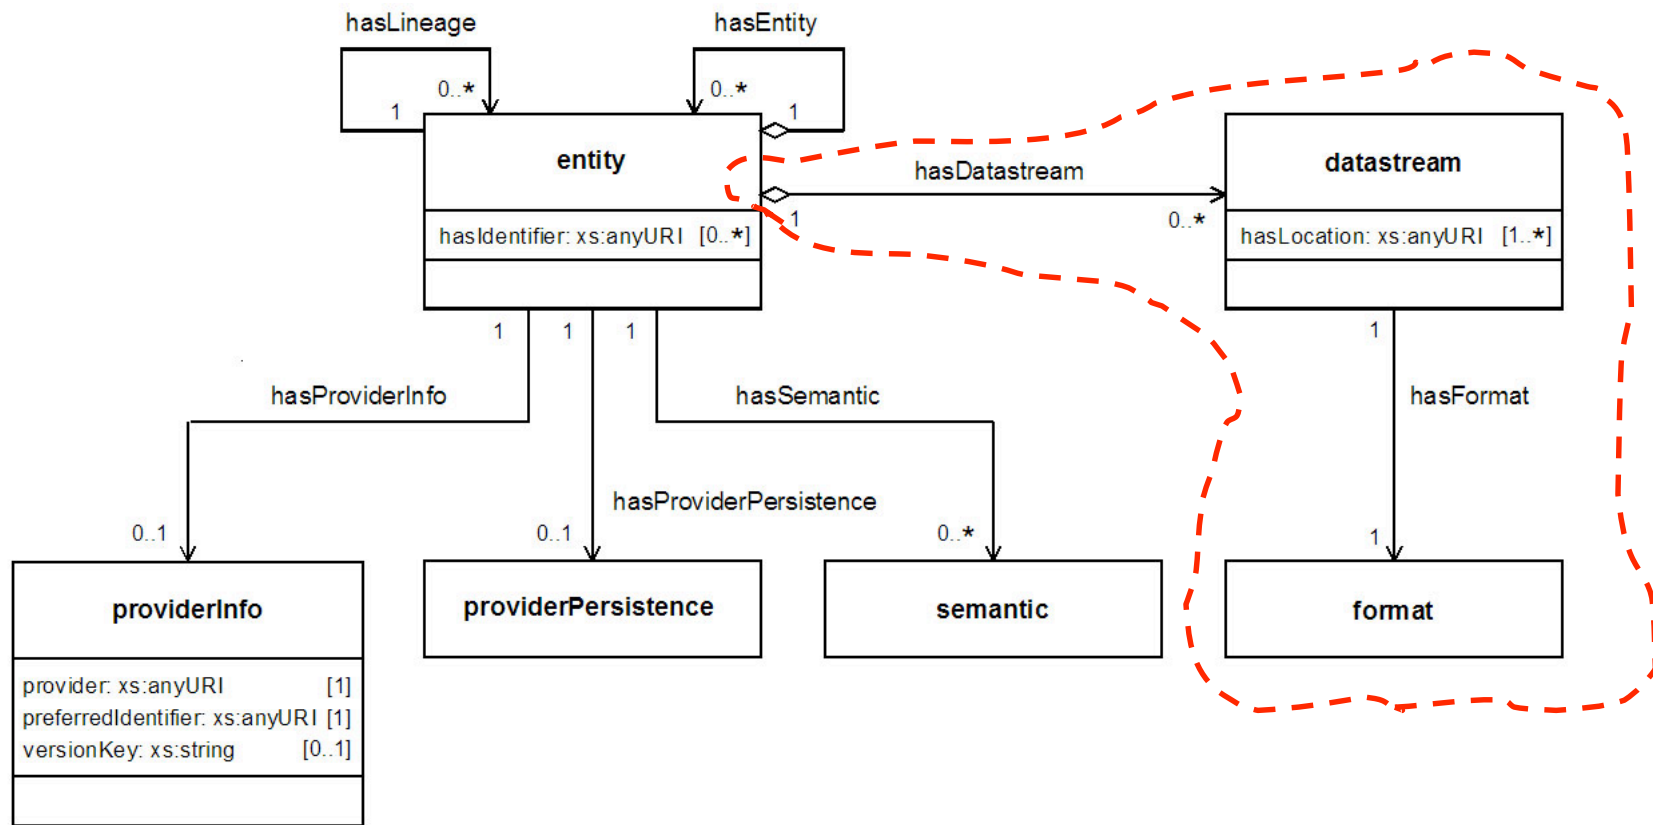 hasLineage
hasEntity
0..*
0..*
1
1
entity
datastream
hasDatastream
1
0..*
hasIdentifier: xs:anyURI [0..*]
hasLocation: xs:anyURI [1..*]
1
1
1
1
hasProviderInfo
hasSemantic
hasFormat
hasProviderPersistence
0..1
0..1
0..*
1
providerInfo
providerPersistence
semantic
format
provider: xs:anyURI [1]
preferredIdentifier: xs:anyURI [1]
versionKey: xs:string [0..1]